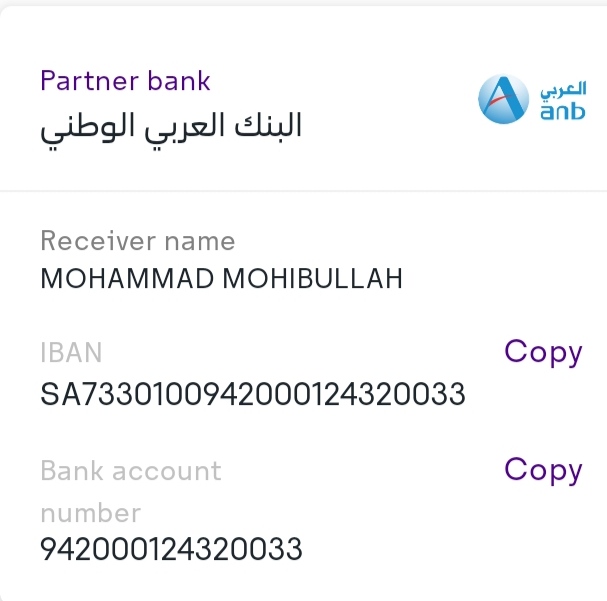 Partner bank
البنك العربي الوطني
العربي
anb
Receiver name
MOHAMMAD MOHIBULLAH
IBAN
Copy
SA7330100942000124320033
Bank account
number
Copy
942000124320033